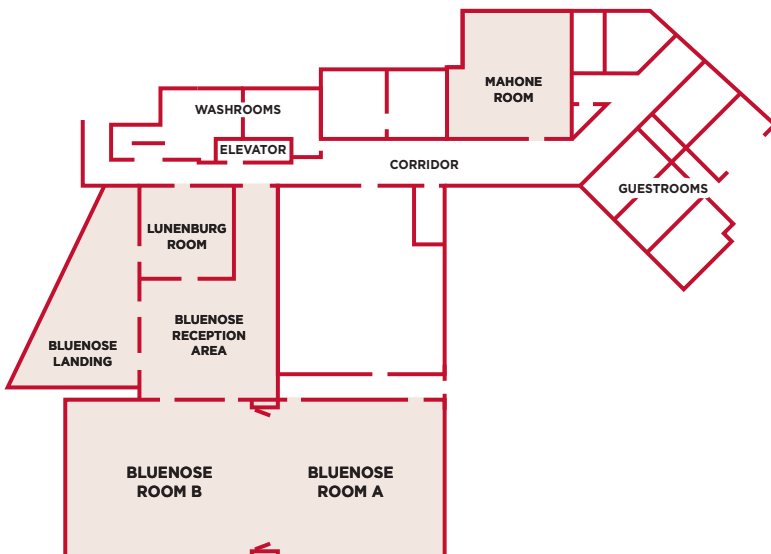 MAHONE
ROOM
WASHROOMS
ELEVATOR
CORRIDOR
GUESTROOMS
LUNENBURG
ROOM
BLUENOSE
RECEPTION
AREA
BLUENOSE
LANDING
BLUENOSE
ROOM B
BLUENOSE
ROOM A